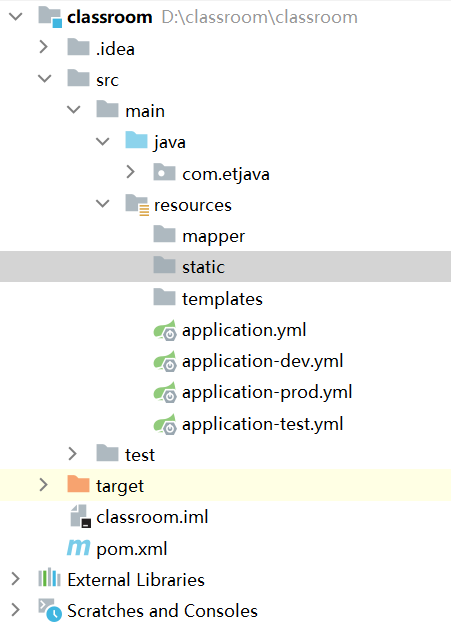 classroom D:\classroom\classroom
.idea
src
main
java
com.etjava
resources
mapper
static
templates
application.yml
application-dev.yml
application-prod.yml
application-test.yml
test
target
classroom.iml
pom.xml
External Libraries
Scratches and Consoles